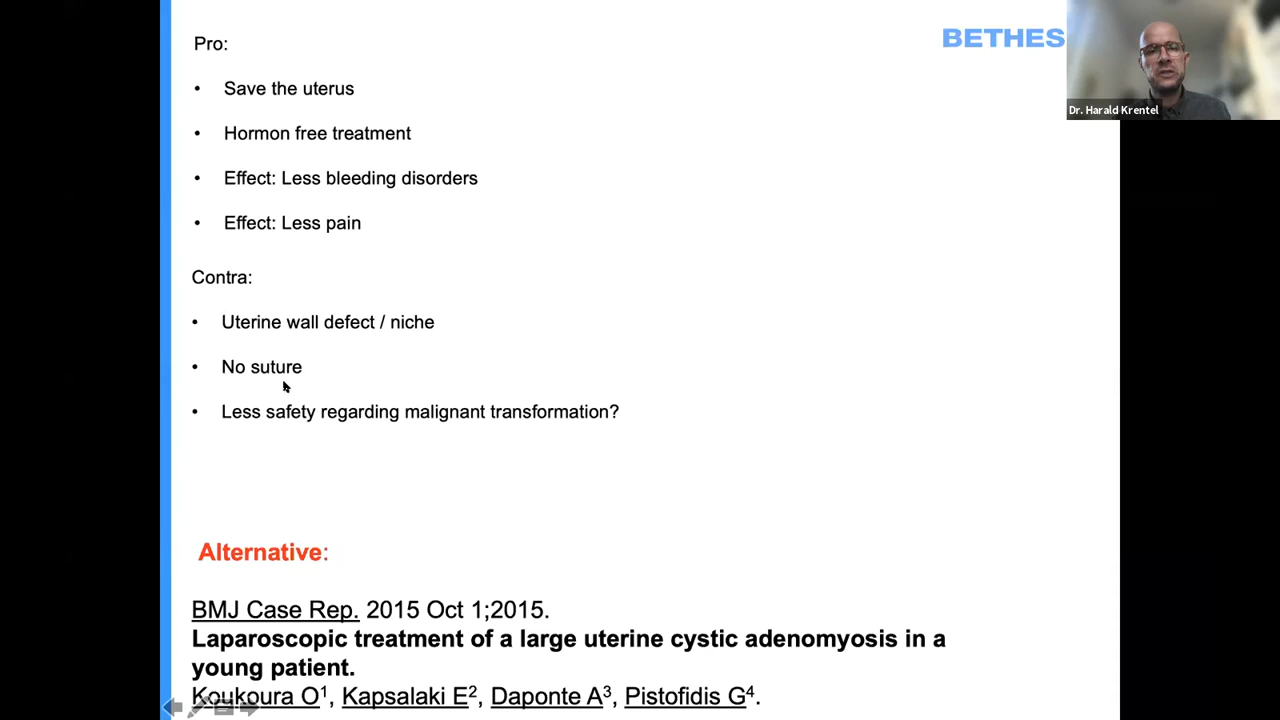 Pro:
BETHES
• Save the uterus
Dr. Harald Krentel
• Hormon free treatment
• Effect: Less bleeding disorders
• Effect: Less pain
Contra:
• Uterine wall defect / niche
• No suture
• Less safety regarding malignant transformation?
Alternative:
BMJ Case Rep. 2015 Oct 1;2015.
Laparoscopic treatment of a large uterine cystic adenomyosis in a
young patient.
Koukoura O1, Kapsalaki E2, Daponte A3, Pistofidis G4.